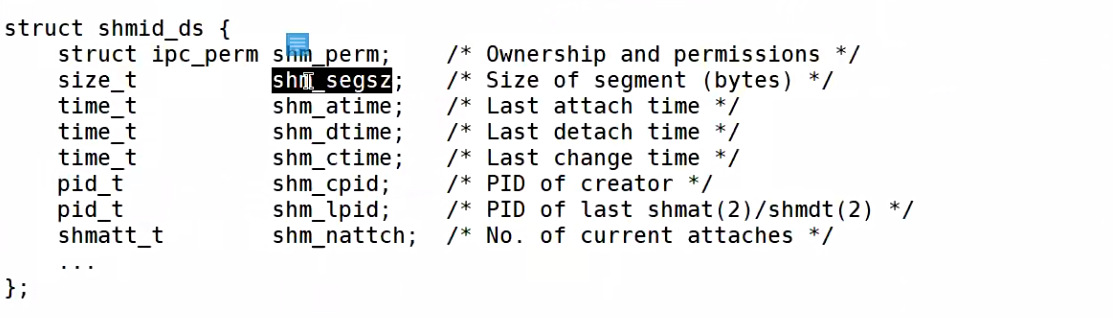 struct shmid_ds {
    struct ipc_perm shm_perm;    /* Ownership and permissions */
    size_t          shm_segsz;   /* Size of segment (bytes) */
    time_t          shm_atime;   /* Last attach time */
    time_t          shm_dtime;   /* Last detach time */
    time_t          shm_ctime;   /* Last change time */
    pid_t           shm_cpid;    /* PID of creator */
    pid_t           shm_lpid;    /* PID of last shmat(2)/shmdt(2) */
    shmatt_t        shm_nattch;  /* No. of current attaches */
    ...
};